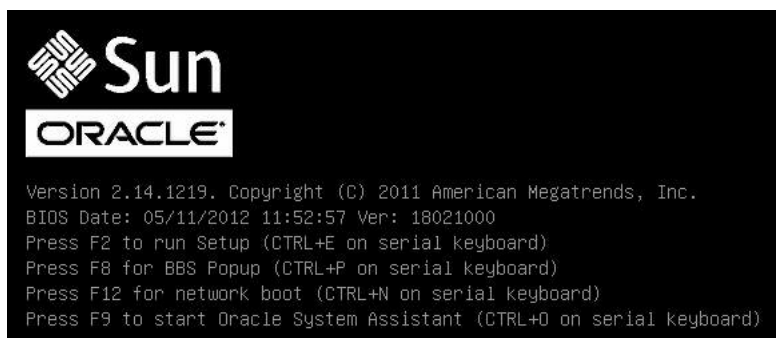 Sun
ORACLE
Version 2.14.1219. Copyright (C) 2011 American Megatrends, Inc.
BIOS Date: 05/11/2012 11:52:57 Ver: 18021000
Press F2 to run Setup (CTRL+E on serial keyboard)
Press F8 for BBS Popup (CTRL+P on serial keyboard)
Press F12 for network boot (CTRL+N on serial keyboard)
Press F9 to start Oracle System Assistant (CTRL+O on serial keyboard)